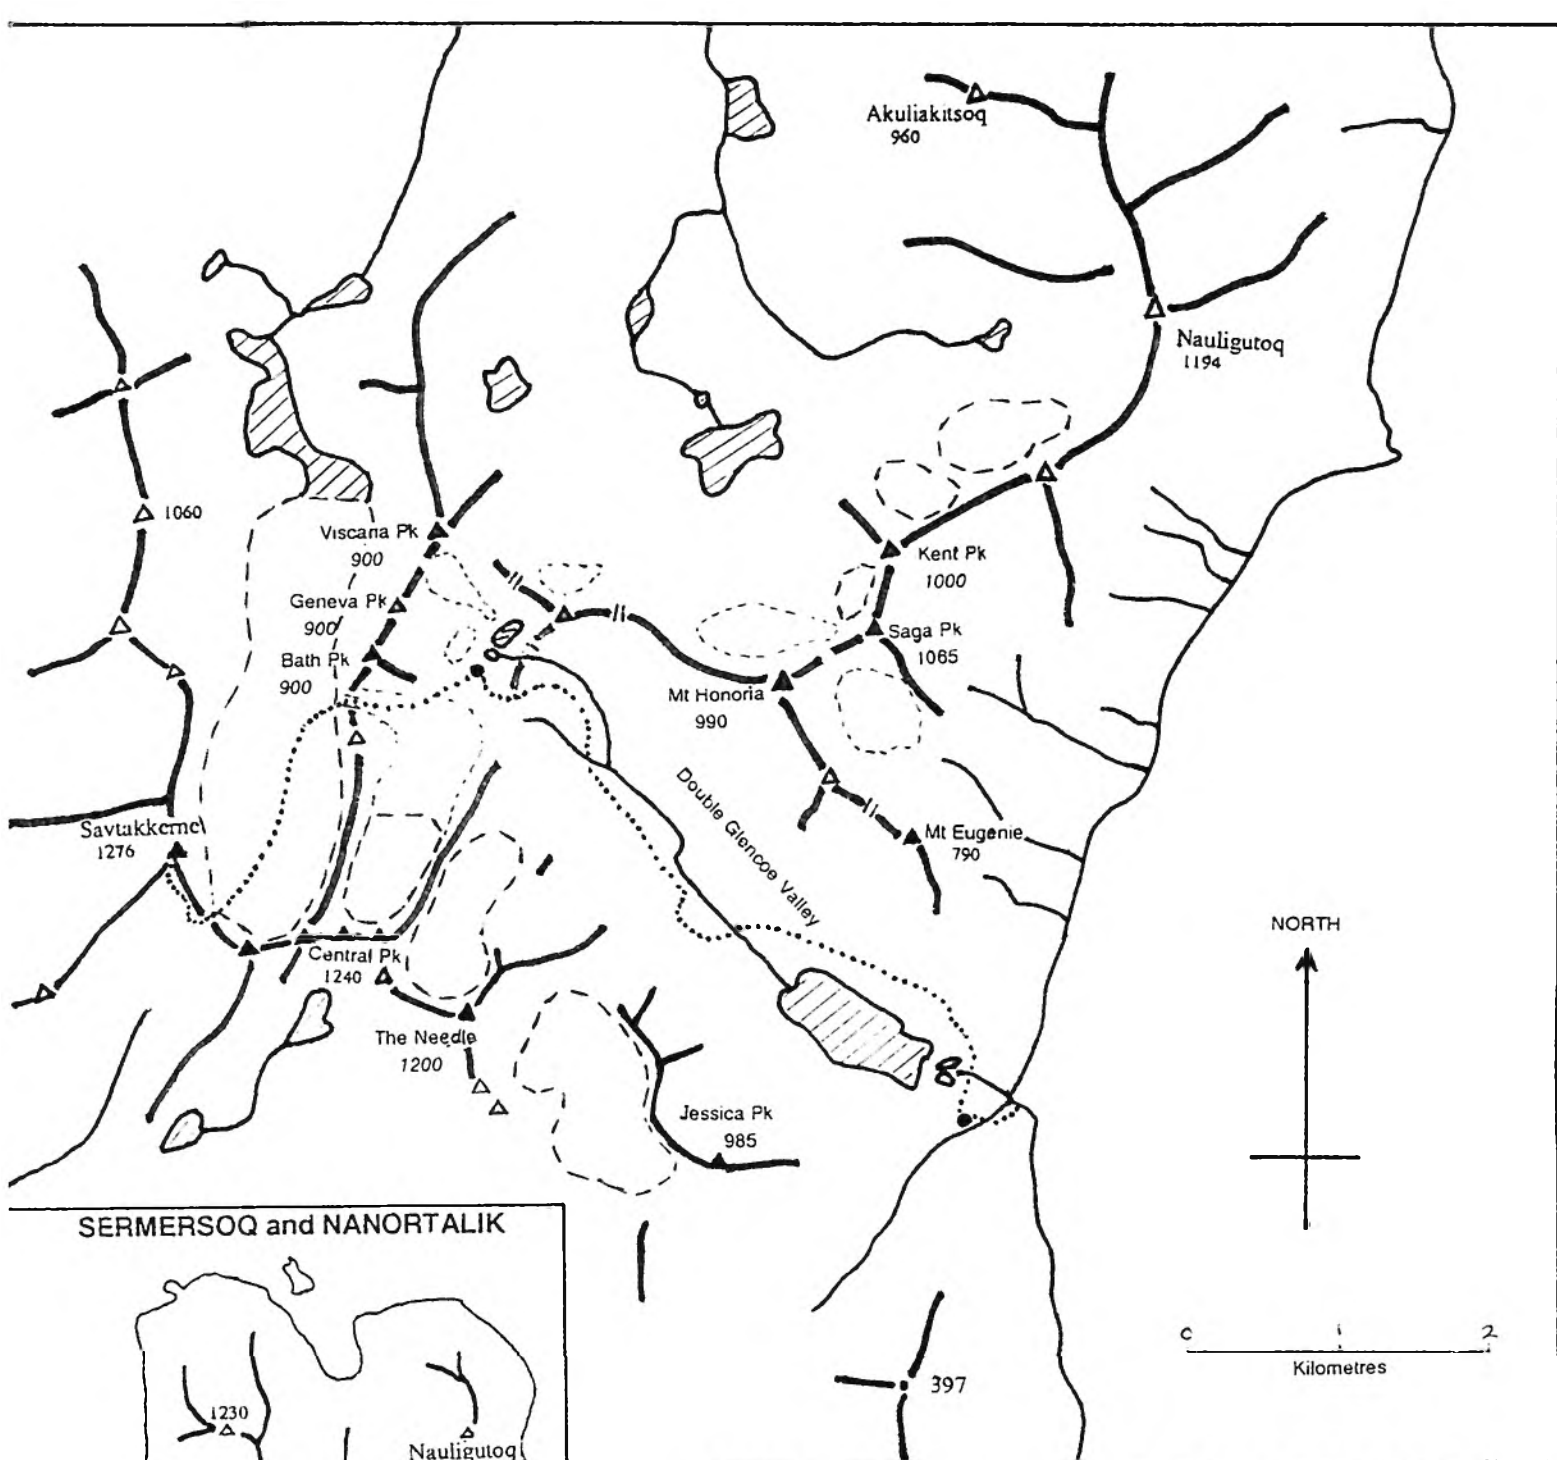 Akuliakitsoq
960
Nauligutoq
1194
1060
Viscaria Pk
900
Kent Pk
1000
Geneva Pk
900
Saga Pk
1065
Bath Pk
900
Mt Honoria
990
Double Glencoe Valley
Savtakkerne
1276
Mt Eugenie
790
NORTH
Central Pk
1240
The Needle
1200
Jessica Pk
985
SERMERSOQ and NANORTALIK
0 1 2
Kilometres
397
1230
Nauligutoq